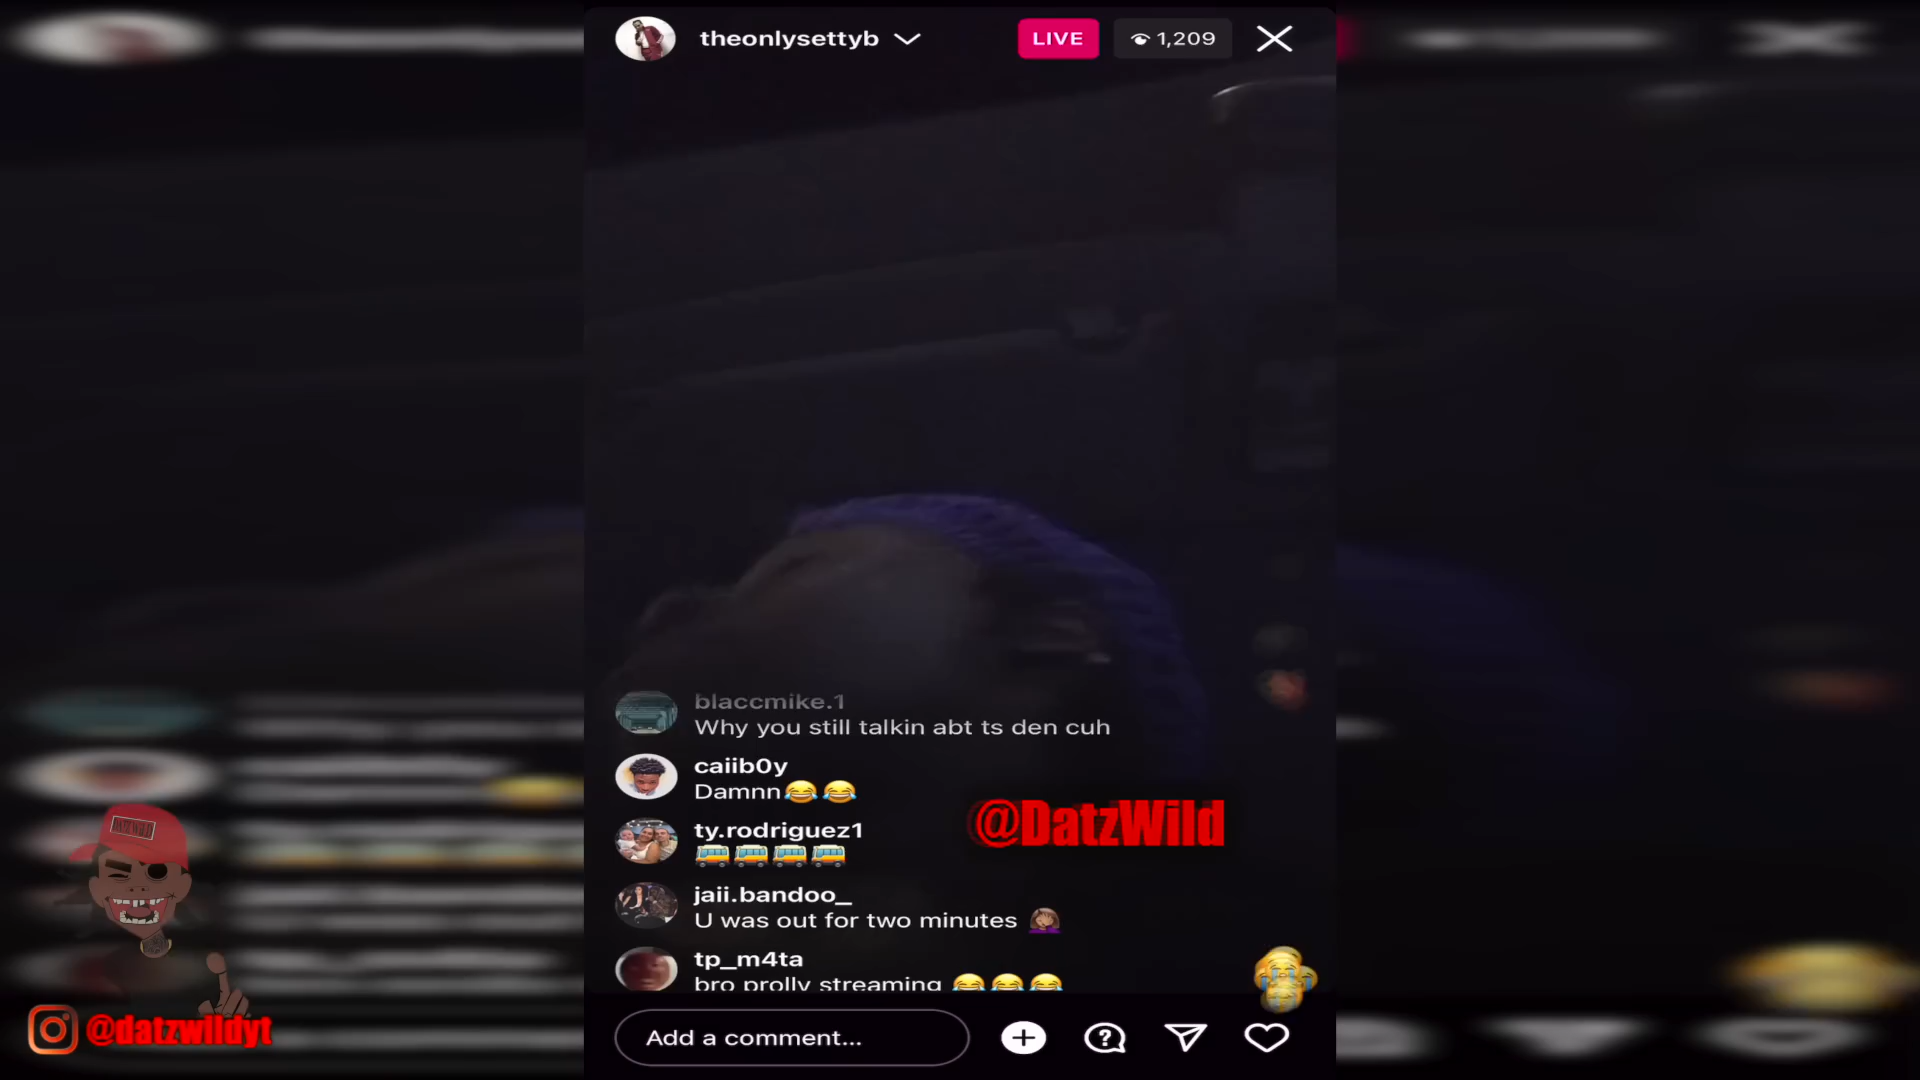 theonlysettyb
LIVE
1,209
blaccmike.1
Why you still talkin abt ts den cuh
caiib0y
Damnn😂😂
ty.rodriguez1
🚌🚌🚌🚌
jaii.bandoo_
U was out for two minutes 🤦🏽‍♀️
tp_m4ta
bro prolly streaming 😂😂😂
@DatzWild
DATZWILD
Add a comment...
@datzwildyt